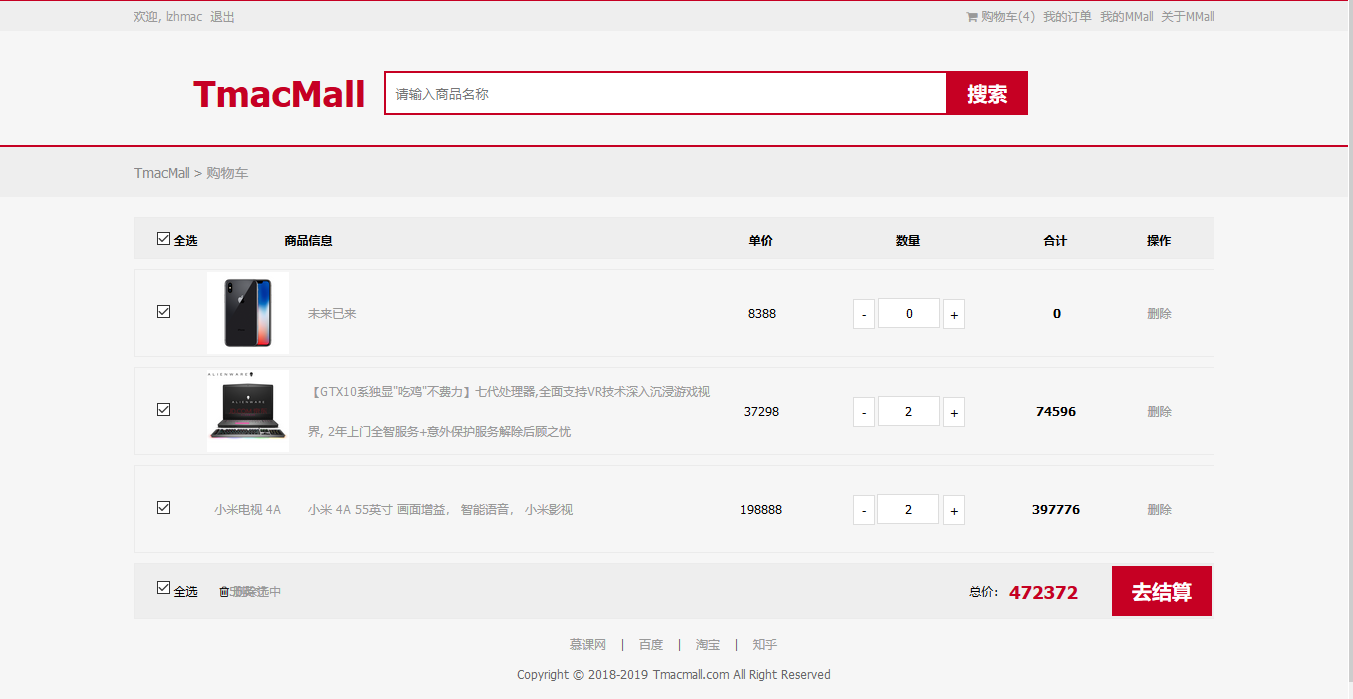 欢迎, lzhmac 退出
购物车(4) 我的订单 我的MMall 关于MMall
TmacMall 请输入商品名称 搜索
TmacMall > 购物车
全选 商品信息 单价 数量 合计 操作
未来已来 8388 - 0 + 0 删除
ALIENWARE
【GTX10系独显"吃鸡"不费力】七代处理器,全面支持VR技术深入沉浸游戏视
界, 2年上门全智服务+意外保护服务解除后顾之忧
37298 - 2 + 74596 删除
小米电视 4A 小米 4A 55英寸 画面增益， 智能语音， 小米影视 198888 - 2 + 397776 删除
全选 删除选中 总价： 472372 去结算
慕课网 | 百度 | 淘宝 | 知乎
Copyright © 2018-2019 Tmacmall.com All Right Reserved